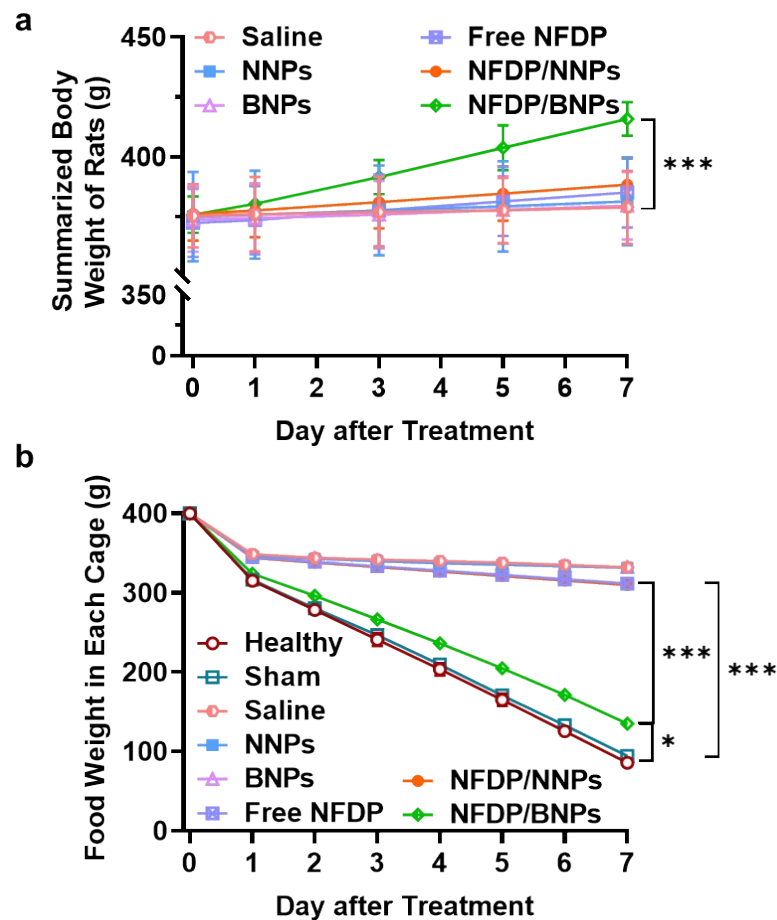 a
Summarized Body
Weight of Rats (g)
450
400
350
0
Saline
NNPs
BNPs
Free NFDP
NFDP/NNPs
NFDP/BNPs
***
0 1 2 3 4 5 6 7
Day after Treatment
b
Food Weight in Each Cage (g)
400
300
200
100
0
Healthy
Sham
Saline
NNPs
BNPs
Free NFDP
NFDP/NNPs
NFDP/BNPs
***
***
*
0 1 2 3 4 5 6 7
Day after Treatment